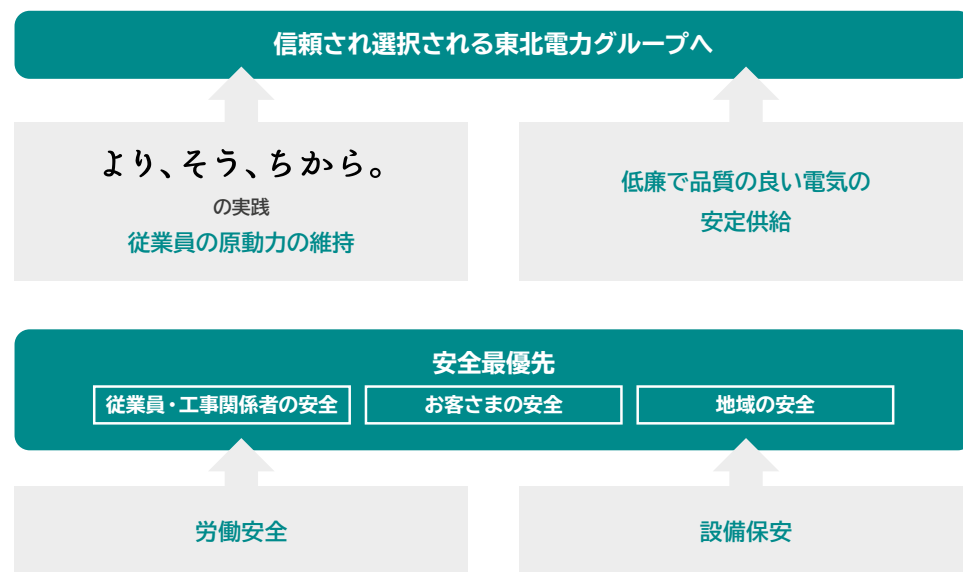 信頼され選択される東北電力グループへ
より、そう、ちから。
の実践
従業員の原動力の維持
低廉で品質の良い電気の
安定供給
安全最優先
従業員・工事関係者の安全
お客さまの安全
地域の安全
労働安全
設備保安